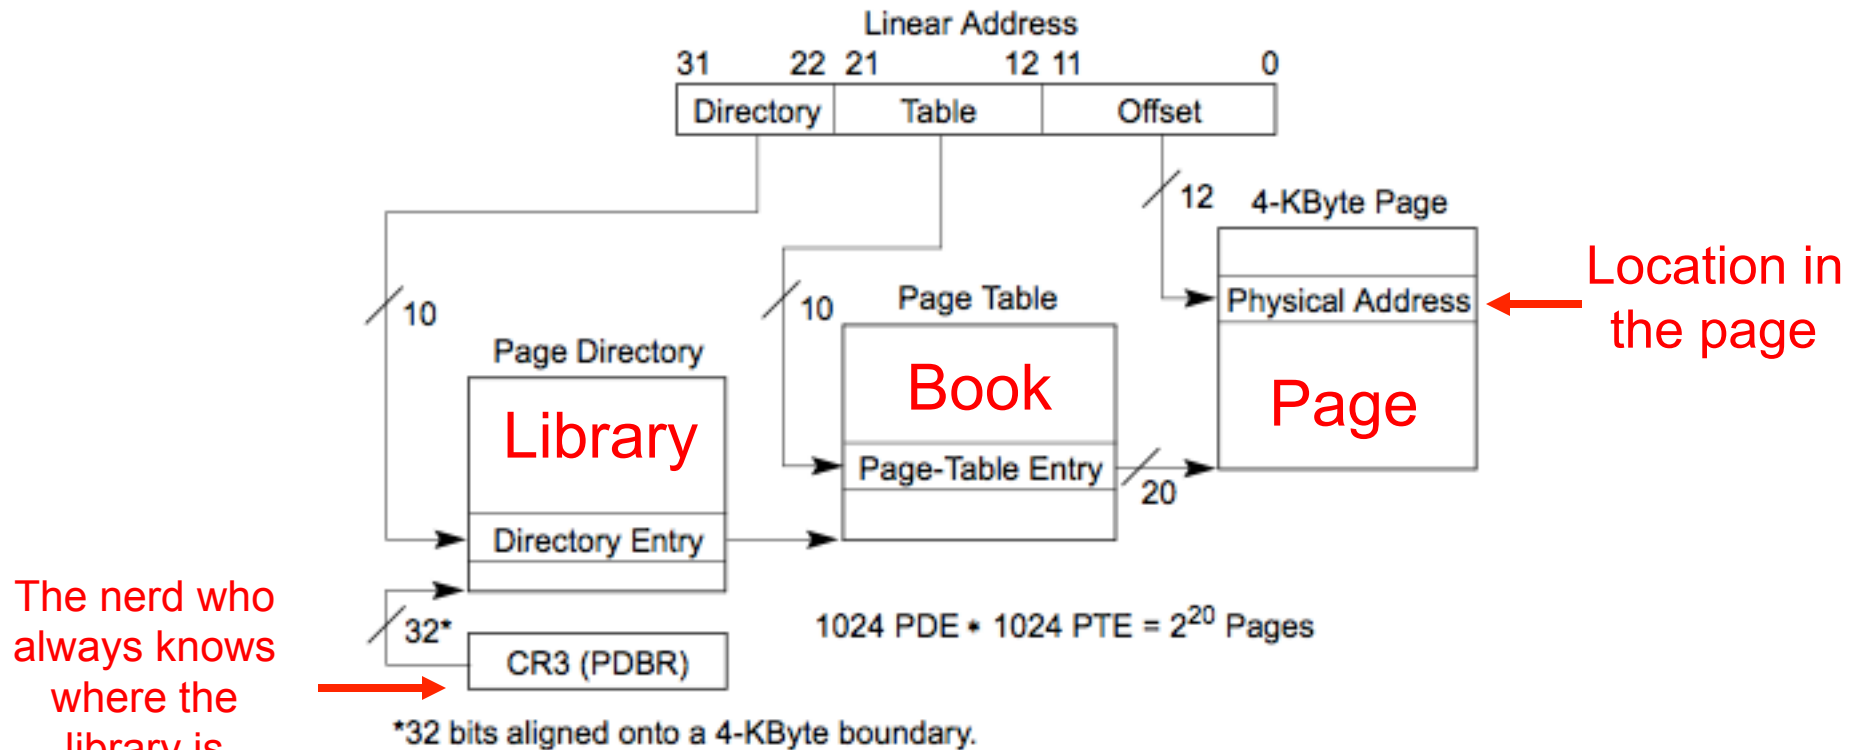 Linear Address
31 22 21 12 11 0
Directory Table Offset
12
4-KByte Page
Physical Address
Location in
the page
Page
10
Page Table
Book
Page-Table Entry
20
10
Page Directory
Library
Directory Entry
32*
CR3 (PDBR)
1024 PDE * 1024 PTE = 2^20 Pages
The nerd who
always knows
where the
library is
*32 bits aligned onto a 4-KByte boundary.